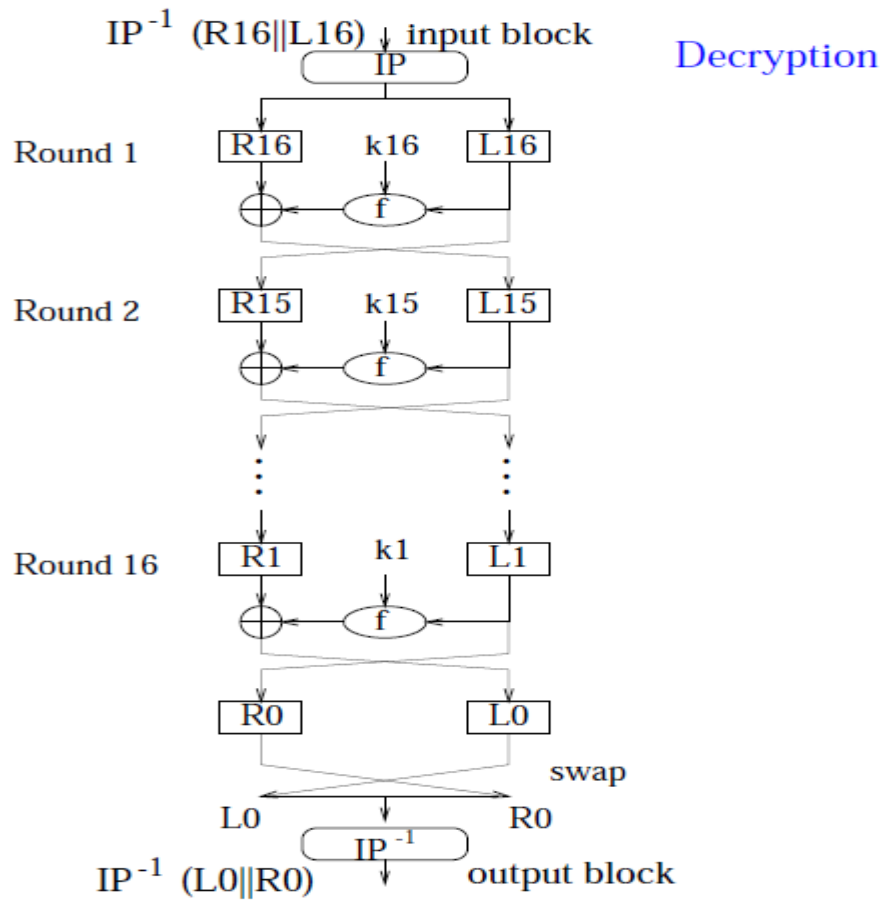 IP⁻¹ (R16||L16) input block
IP
Decryption
Round 1 R16 k16 L16
f
Round 2 R15 k15 L15
f
Round 16 R1 k1 L1
f
R0 L0
swap
L0 R0
IP⁻¹
IP⁻¹ (L0||R0) output block